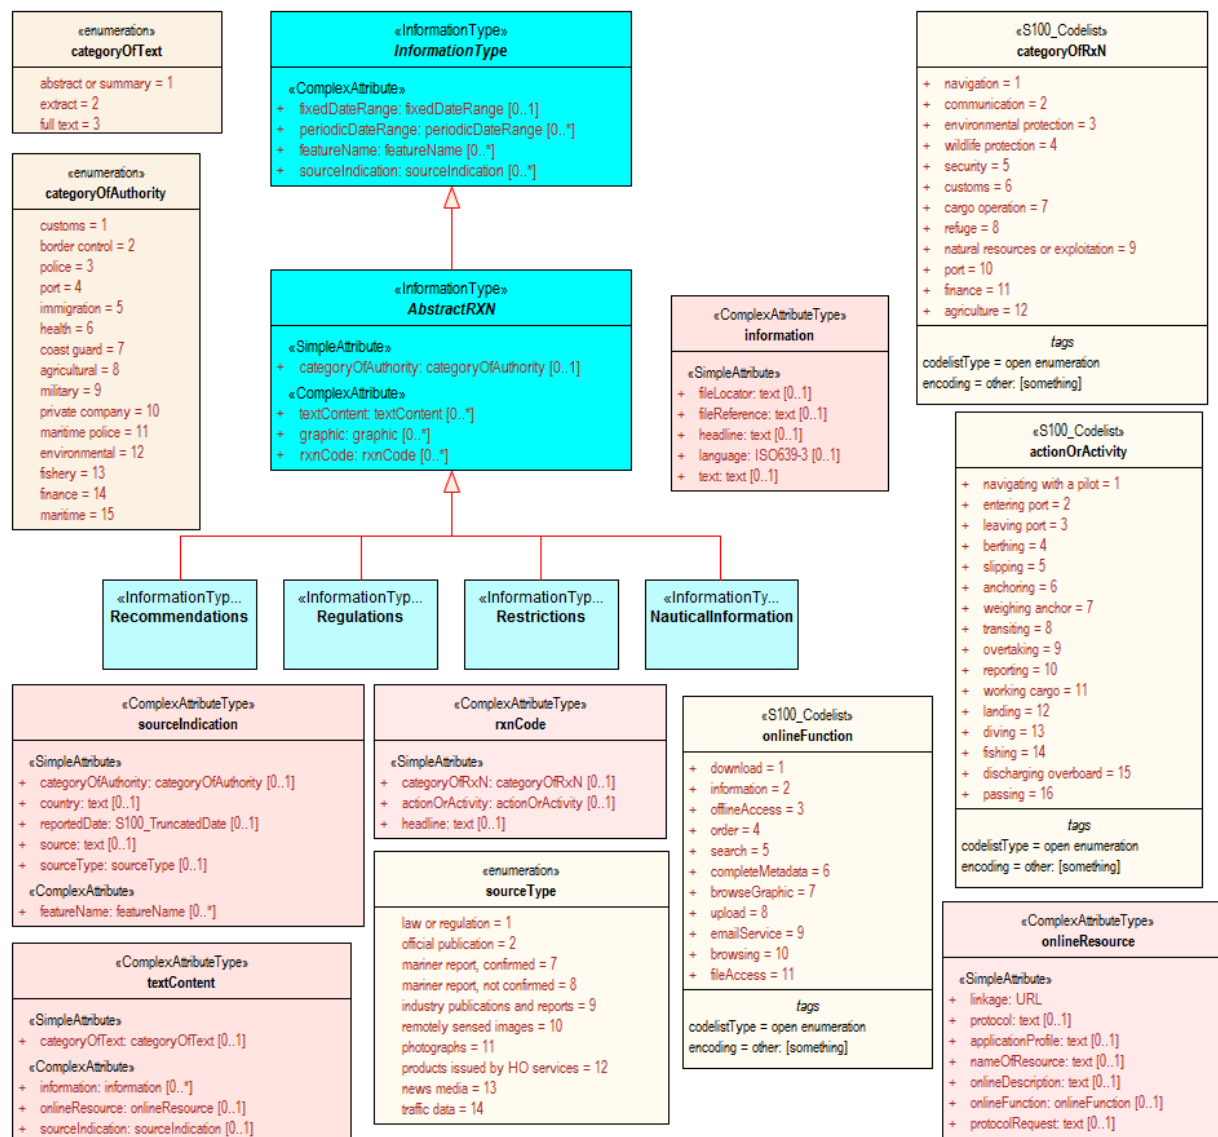 «enumeration»
categoryOfText
abstract or summary = 1
extract = 2
full text = 3
«enumeration»
categoryOfAuthority
customs = 1
border control = 2
police = 3
port = 4
immigration = 5
health = 6
coast guard = 7
agricultural = 8
military = 9
private company = 10
maritime police = 11
environmental = 12
fishery = 13
finance = 14
maritime = 15
«InformationType»
InformationType
«ComplexAttribute»
+ fixedDateRange: fixedDateRange [0..1]
+ periodicDateRange: periodicDateRange [0..*]
+ featureName: featureName [0..*]
+ sourceIndication: sourceIndication [0..*]
«InformationType»
AbstractRXN
«SimpleAttribute»
+ categoryOfAuthority: categoryOfAuthority [0..1]
«ComplexAttribute»
+ textContent: textContent [0..*]
+ graphic: graphic [0..*]
+ rxnCode: rxnCode [0..*]
«ComplexAttributeType»
information
«SimpleAttribute»
+ fileLocator: text [0..1]
+ fileReference: text [0..1]
+ headline: text [0..1]
+ language: ISO639-3 [0..1]
+ text: text [0..1]
«S100_Codelist»
categoryOfRxN
+ navigation = 1
+ communication = 2
+ environmental protection = 3
+ wildlife protection = 4
+ security = 5
+ customs = 6
+ cargo operation = 7
+ refuge = 8
+ natural resources or exploitation = 9
+ port = 10
+ finance = 11
+ agriculture = 12
tags
codelistType = open enumeration
encoding = other: [something]
«S100_Codelist»
actionOrActivity
+ navigating with a pilot = 1
+ entering port = 2
+ leaving port = 3
+ berthing = 4
+ slipping = 5
+ anchoring = 6
+ weighing anchor = 7
+ transiting = 8
+ overtaking = 9
+ reporting = 10
+ working cargo = 11
+ landing = 12
+ diving = 13
+ fishing = 14
+ discharging overboard = 15
+ passing = 16
tags
codelistType = open enumeration
encoding = other: [something]
«InformationTyp...
Recommendations
«InformationTyp...
Regulations
«InformationTyp...
Restrictions
«InformationTy...
NauticalInformation
«ComplexAttributeType»
sourceIndication
«SimpleAttribute»
+ categoryOfAuthority: categoryOfAuthority [0..1]
+ country: text [0..1]
+ reportedDate: S100_TruncatedDate [0..1]
+ source: text [0..1]
+ sourceType: sourceType [0..1]
«ComplexAttribute»
+ featureName: featureName [0..*]
«ComplexAttributeType»
rxnCode
«SimpleAttribute»
+ categoryOfRxN: categoryOfRxN [0..1]
+ actionOrActivity: actionOrActivity [0..1]
+ headline: text [0..1]
«S100_Codelist»
onlineFunction
+ download = 1
+ information = 2
+ offlineAccess = 3
+ order = 4
+ search = 5
+ completeMetadata = 6
+ browseGraphic = 7
+ upload = 8
+ emailService = 9
+ browsing = 10
+ fileAccess = 11
tags
codelistType = open enumeration
encoding = other: [something]
«enumeration»
sourceType
law or regulation = 1
official publication = 2
mariner report, confirmed = 7
mariner report, not confirmed = 8
industry publications and reports = 9
remotely sensed images = 10
photographs = 11
products issued by HO services = 12
news media = 13
traffic data = 14
«ComplexAttributeType»
textContent
«SimpleAttribute»
+ categoryOfText: categoryOfText [0..1]
«ComplexAttribute»
+ information: information [0..*]
+ onlineResource: onlineResource [0..1]
+ sourceIndication: sourceIndication [0..1]
«ComplexAttributeType»
onlineResource
«SimpleAttribute»
+ linkage: URL
+ protocol: text [0..1]
+ applicationProfile: text [0..1]
+ nameOfResource: text [0..1]
+ onlineDescription: text [0..1]
+ onlineFunction: onlineFunction [0..1]
+ protocolRequest: text [0..1]